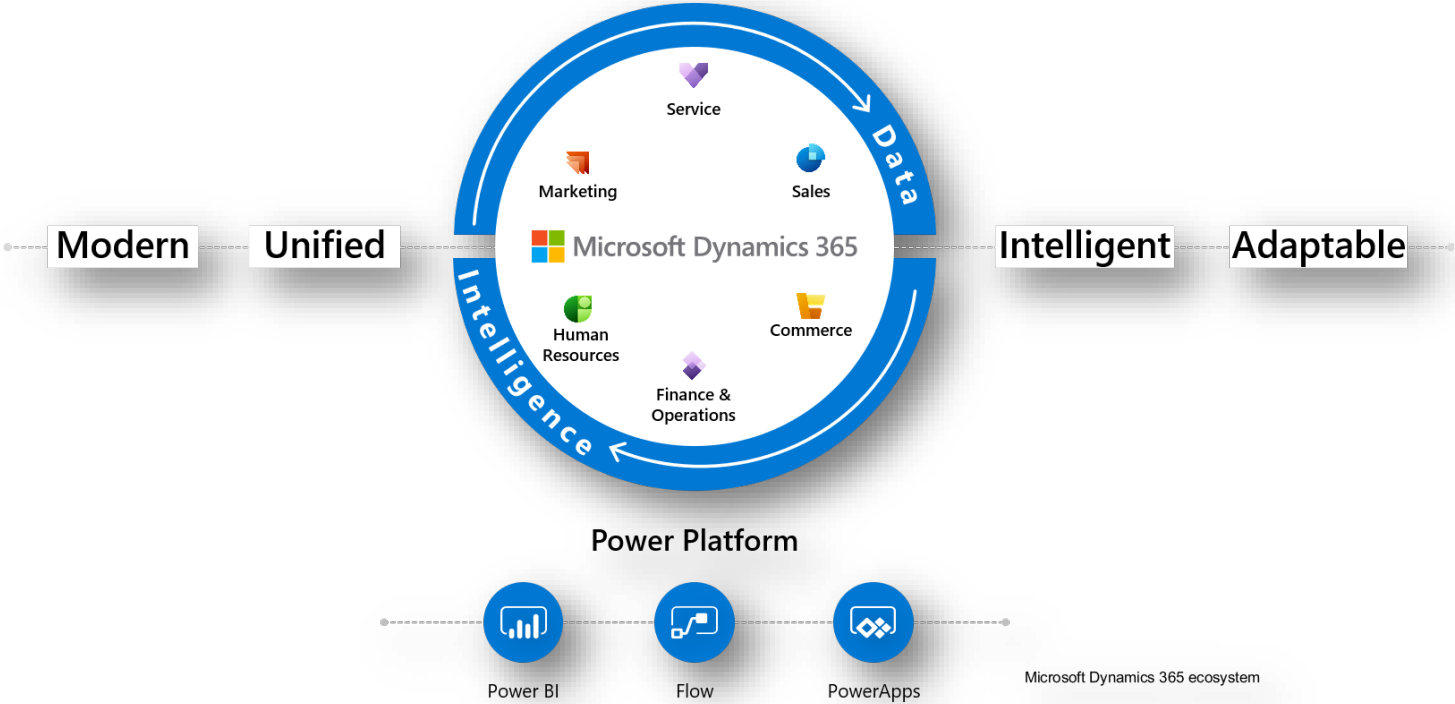 Service
Data
Marketing
Sales
Modern
Unified
Microsoft Dynamics 365
Intelligent
Adaptable
Intelligence
Human
Resources
Commerce
Finance &
Operations
Power Platform
Power BI
Flow
PowerApps
Microsoft Dynamics 365 ecosystem